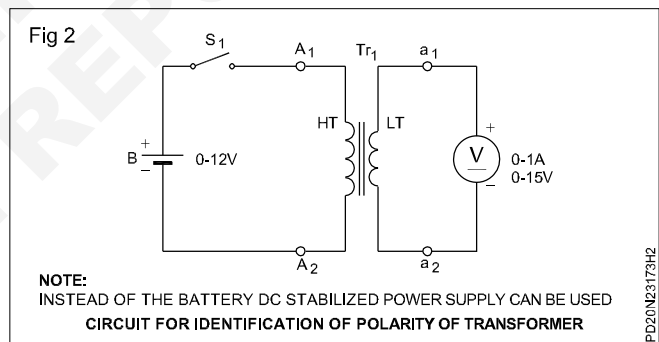 Fig 2
S1
A1
Tr1
a1
HT
LT
+
B
−
0-12V
+
V
−
0-1A
0-15V
A2
a2
NOTE:
INSTEAD OF THE BATTERY DC STABILIZED POWER SUPPLY CAN BE USED
CIRCUIT FOR IDENTIFICATION OF POLARITY OF TRANSFORMER
PD20N23173H2